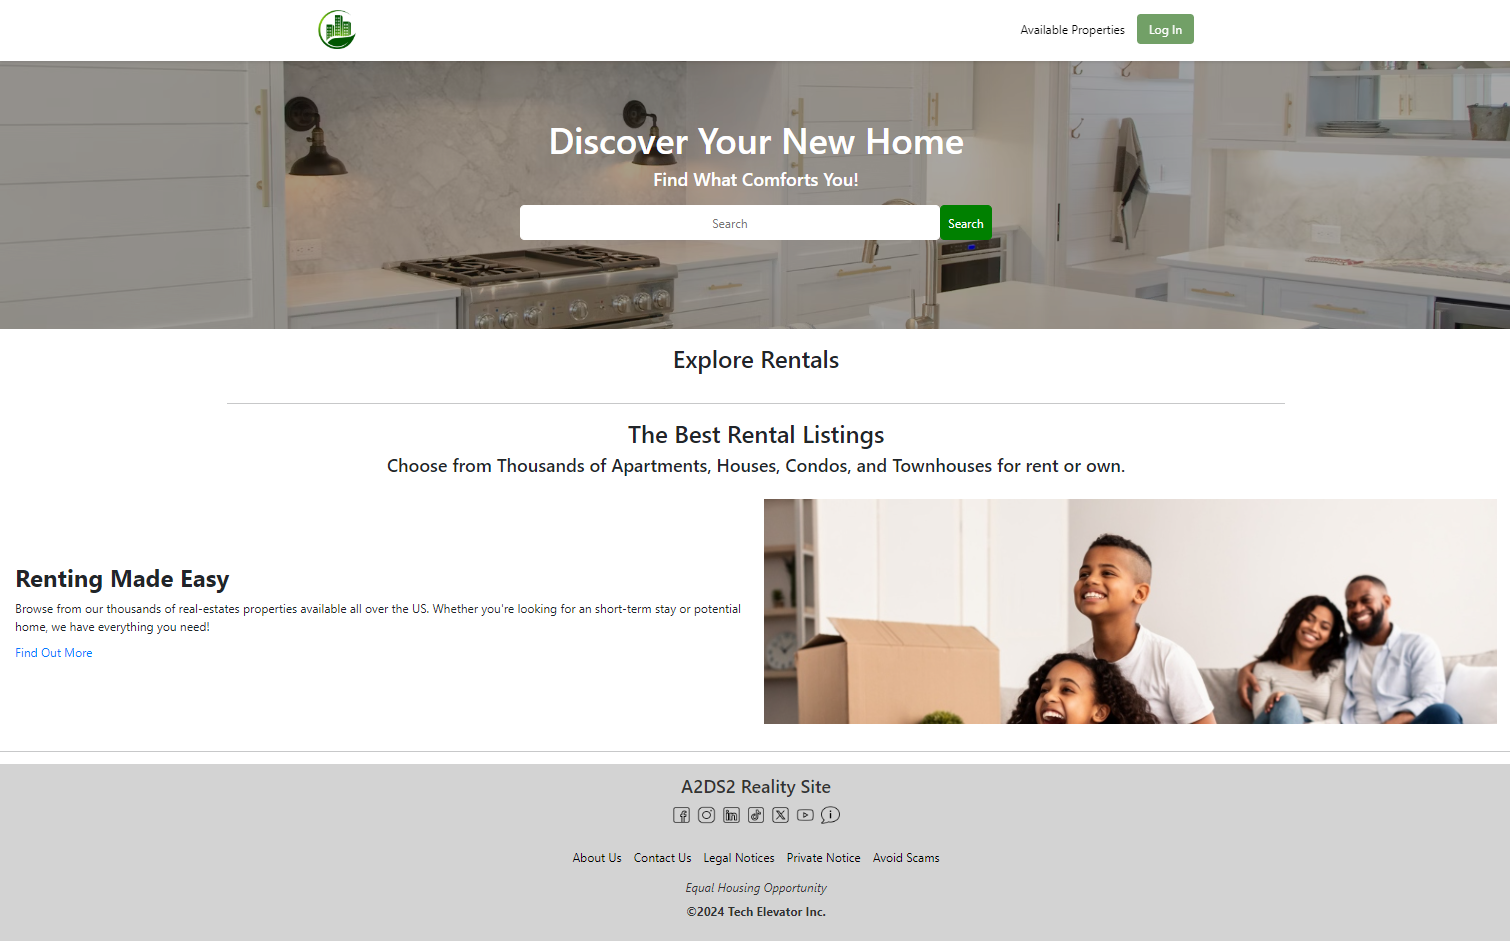 Available Properties
Log In
Discover Your New Home
Find What Comforts You!
Search
Search
Explore Rentals
The Best Rental Listings
Choose from Thousands of Apartments, Houses, Condos, and Townhouses for rent or own.
Renting Made Easy
Browse from our thousands of real-estates properties available all over the US. Whether you're looking for an short-term stay or potential
home, we have everything you need!
Find Out More
A2DS2 Reality Site
About Us Contact Us Legal Notices Private Notice Avoid Scams
Equal Housing Opportunity
©2024 Tech Elevator Inc.